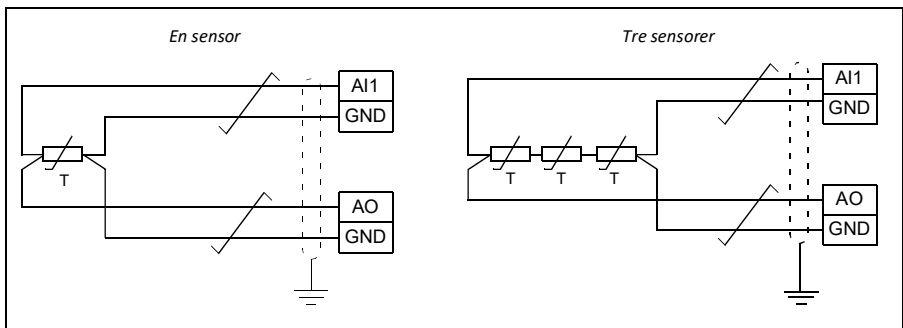 En sensor
AI1
GND
T
AO
GND
Tre sensorer
AI1
GND
T T T
AO
GND